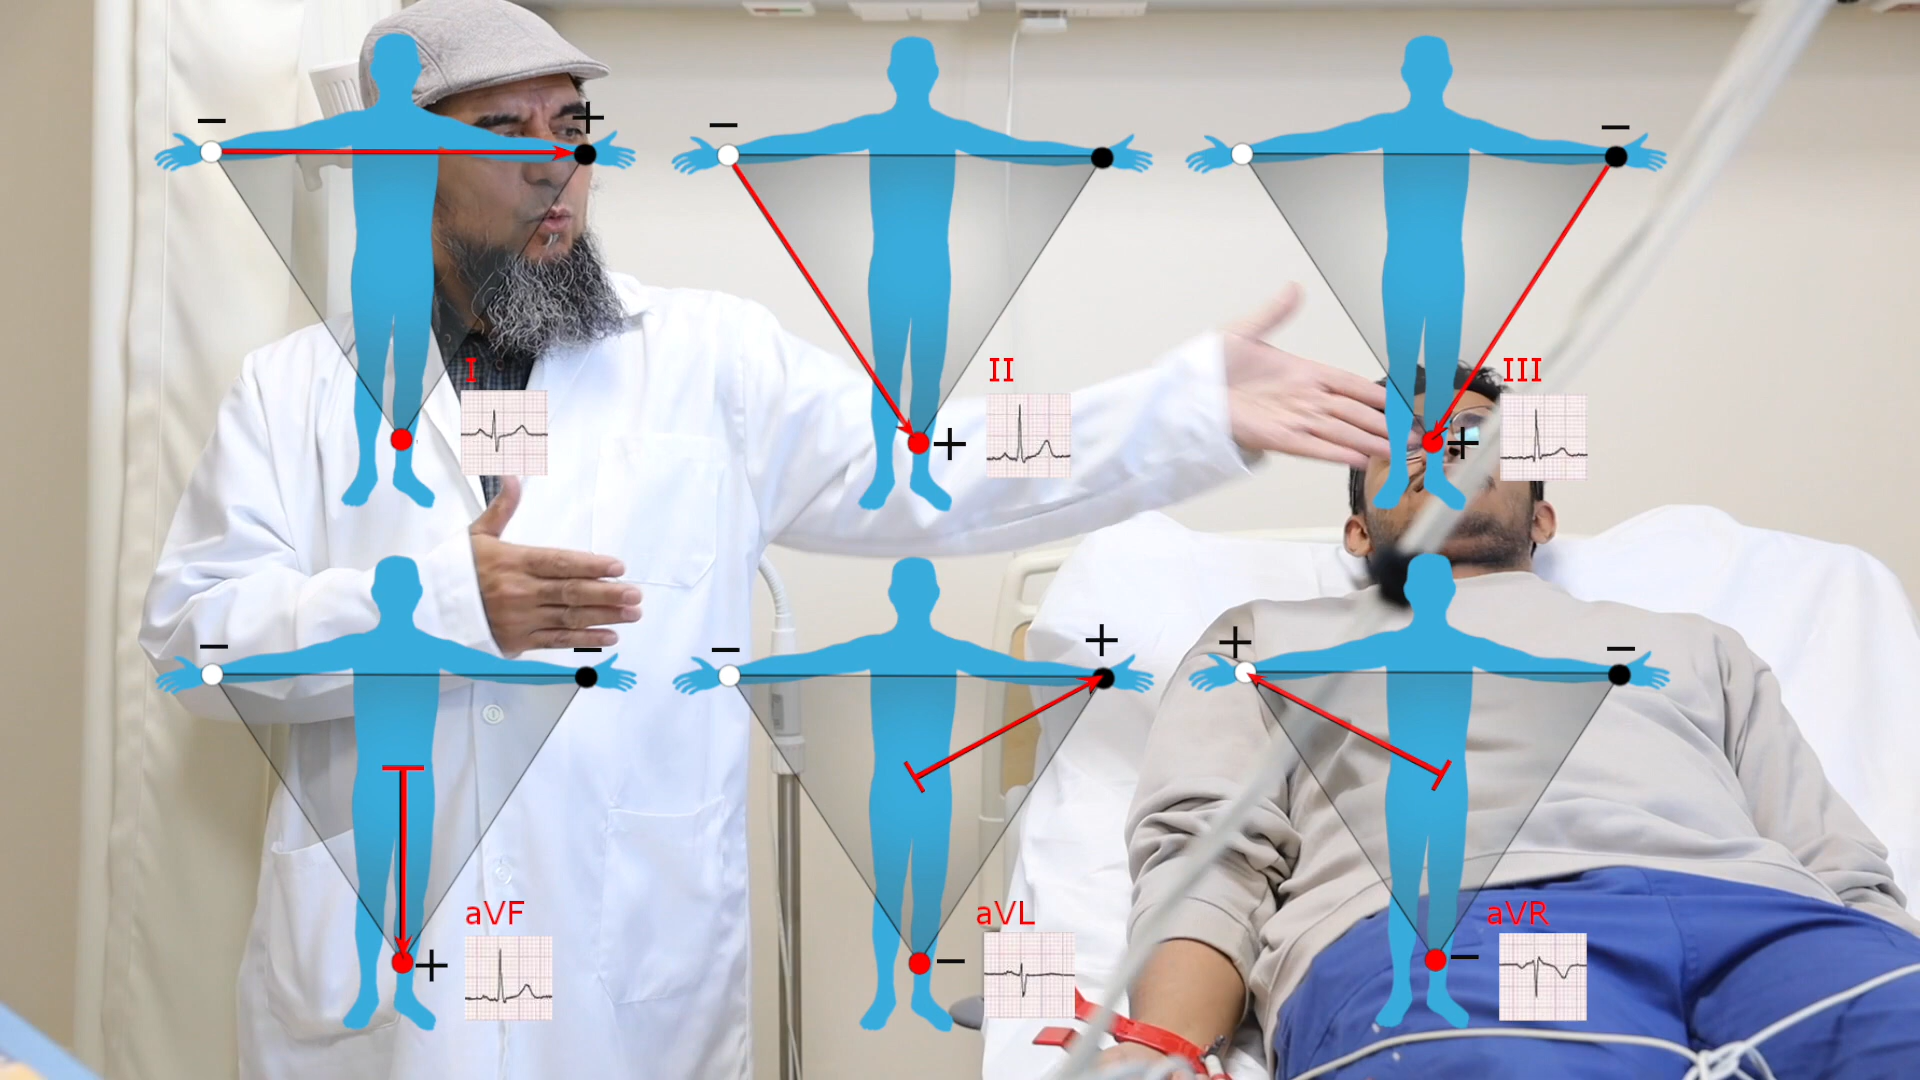 − +
I
−
+
II
−
+
III
− −
+
aVF
− +
−
aVL
+ −
−
aVR